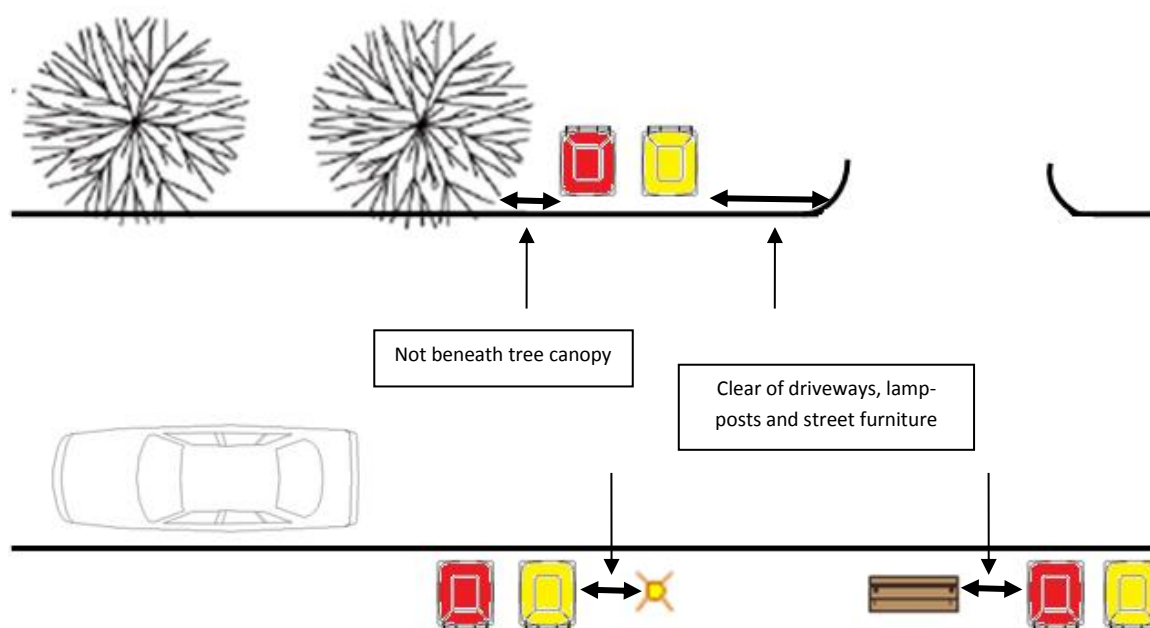 Not beneath tree canopy
Clear of driveways, lamp-
posts and street furniture